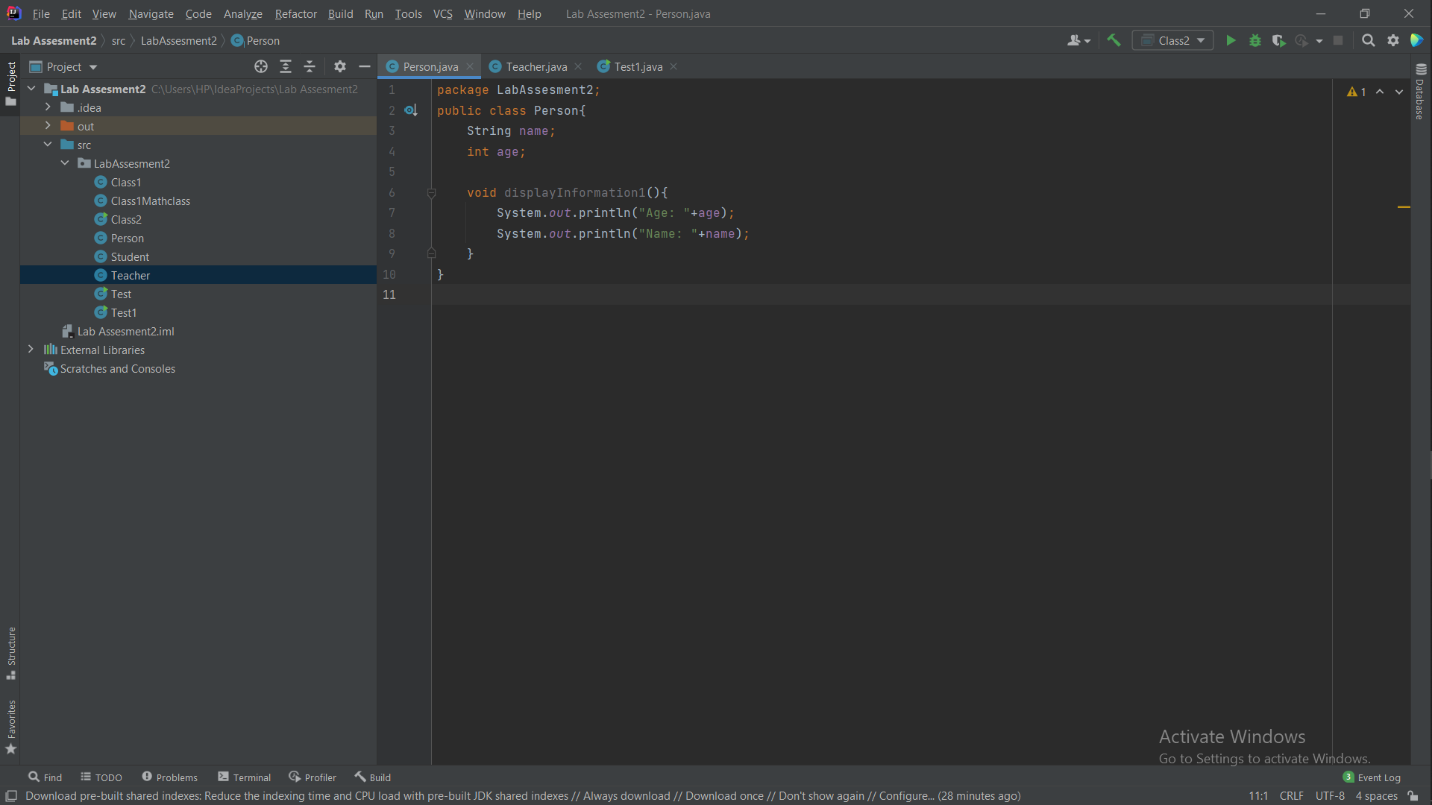 File Edit View Navigate Code Analyze Refactor Build Run Tools VCS Window Help Lab Assesment2 - Person.java
Lab Assesment2 src LabAssesment2 Person Class2
Project
Project
Person.java Teacher.java Test1.java
Lab Assesment2 C:\Users\HP\IdeaProjects\Lab Assesment2
.idea
out
src
LabAssesment2
Class1
Class1Mathclass
Class2
Person
Student
Teacher
Test
Test1
Lab Assesment2.iml
External Libraries
Scratches and Consoles
1 package LabAssesment2;
2 public class Person{
3 String name;
4 int age;
5
6 void displayInformation1(){
7 System.out.println("Age: "+age);
8 System.out.println("Name: "+name);
9 }
10 }
11
1
Database
Structure
Favorites
Activate Windows
Go to Settings to activate Windows.
Find TODO Problems Terminal Profiler Build 3 Event Log
Download pre-built shared indexes: Reduce the indexing time and CPU load with pre-built JDK shared indexes // Always download // Download once // Don't show again // Configure... (28 minutes ago) 11:1 CRLF UTF-8 4 spaces